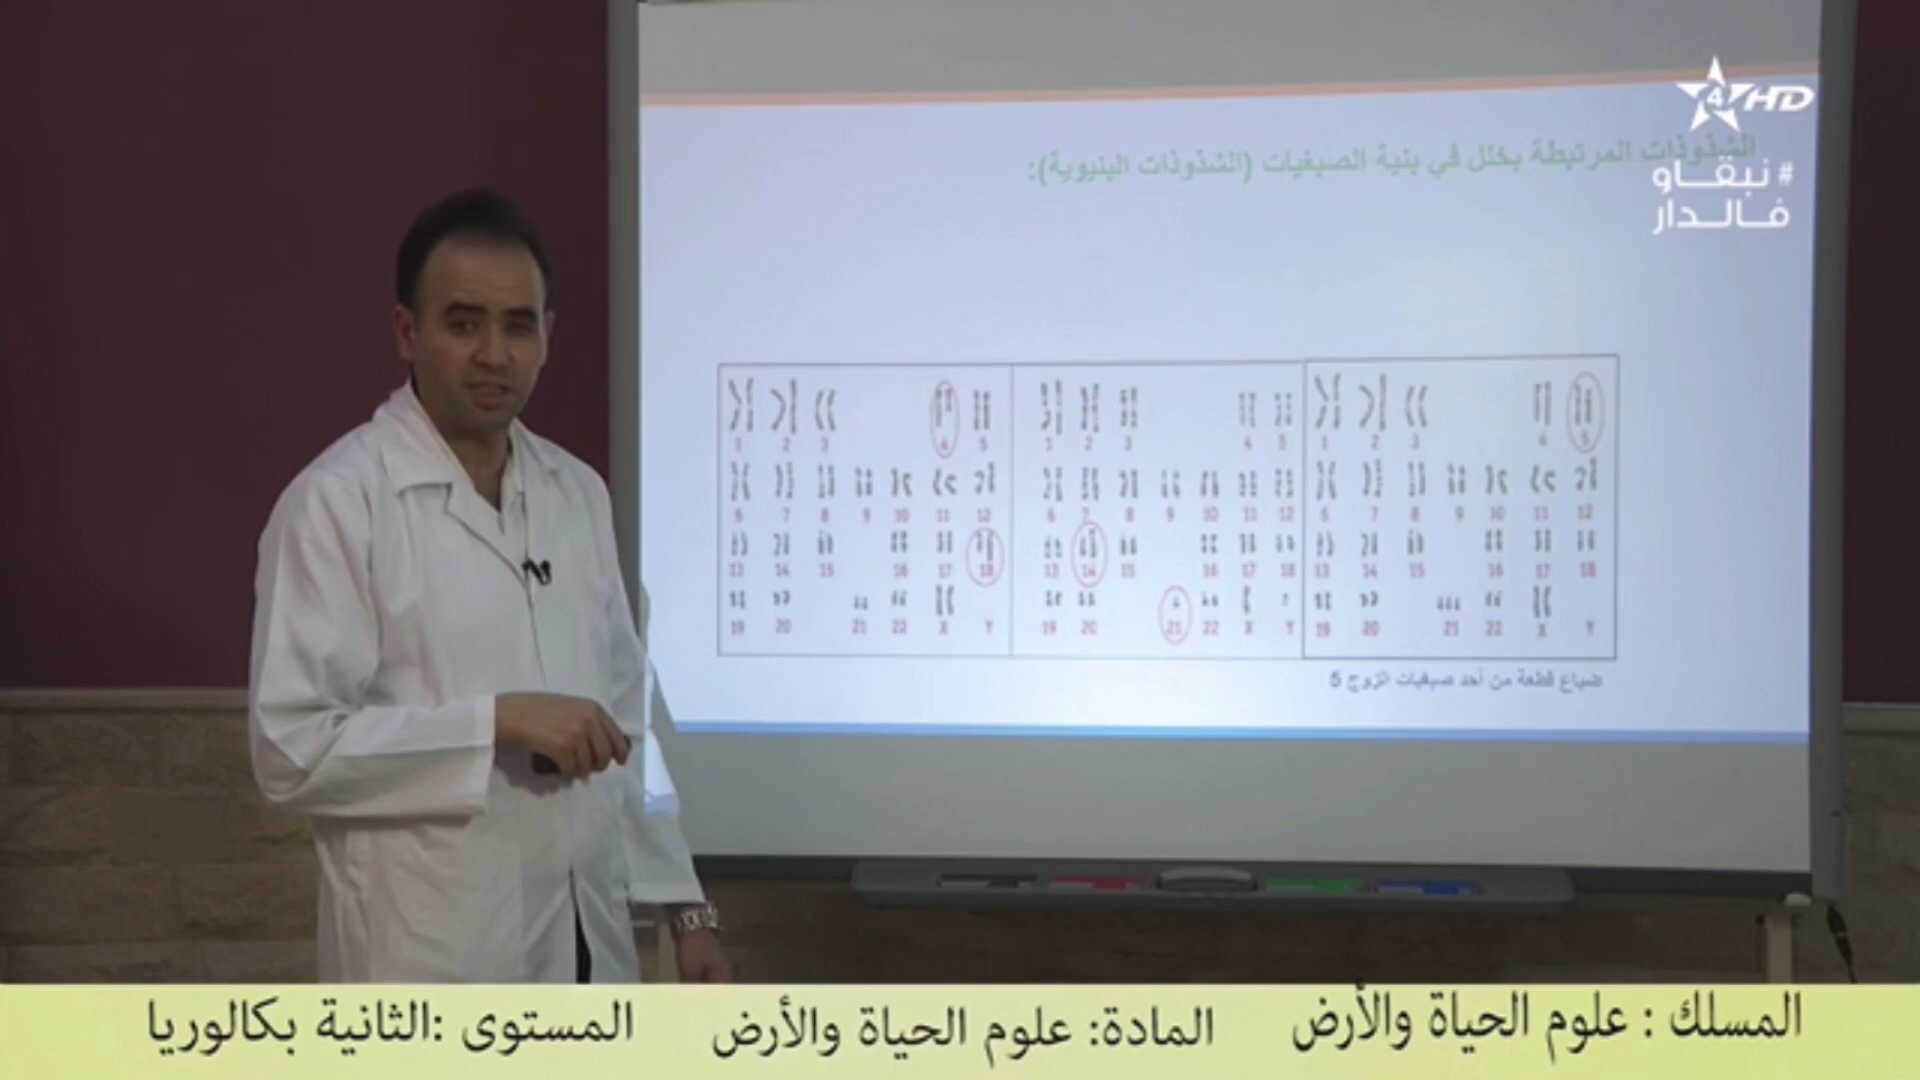 4 HD
# نبقاو
فالدار
الشذوذات المرتبطة بخلل في بنية الصبغيات (الشذوذات البنيوية):
1 2 3 4 5
6 7 8 9 10 11 12
13 14 15 16 17 18
19 20 21 22 X Y
1 2 3 4 5
6 7 8 9 10 11 12
13 14 15 16 17 18
19 20 21 22 X Y
1 2 3 4 5
6 7 8 9 10 11 12
13 14 15 16 17 18
19 20 21 22 X Y
ضياع قطعة من أحد صبغيات الزوج 5
المسلك : علوم الحياة والأرض
المادة: علوم الحياة والأرض
المستوى :الثانية بكالوريا